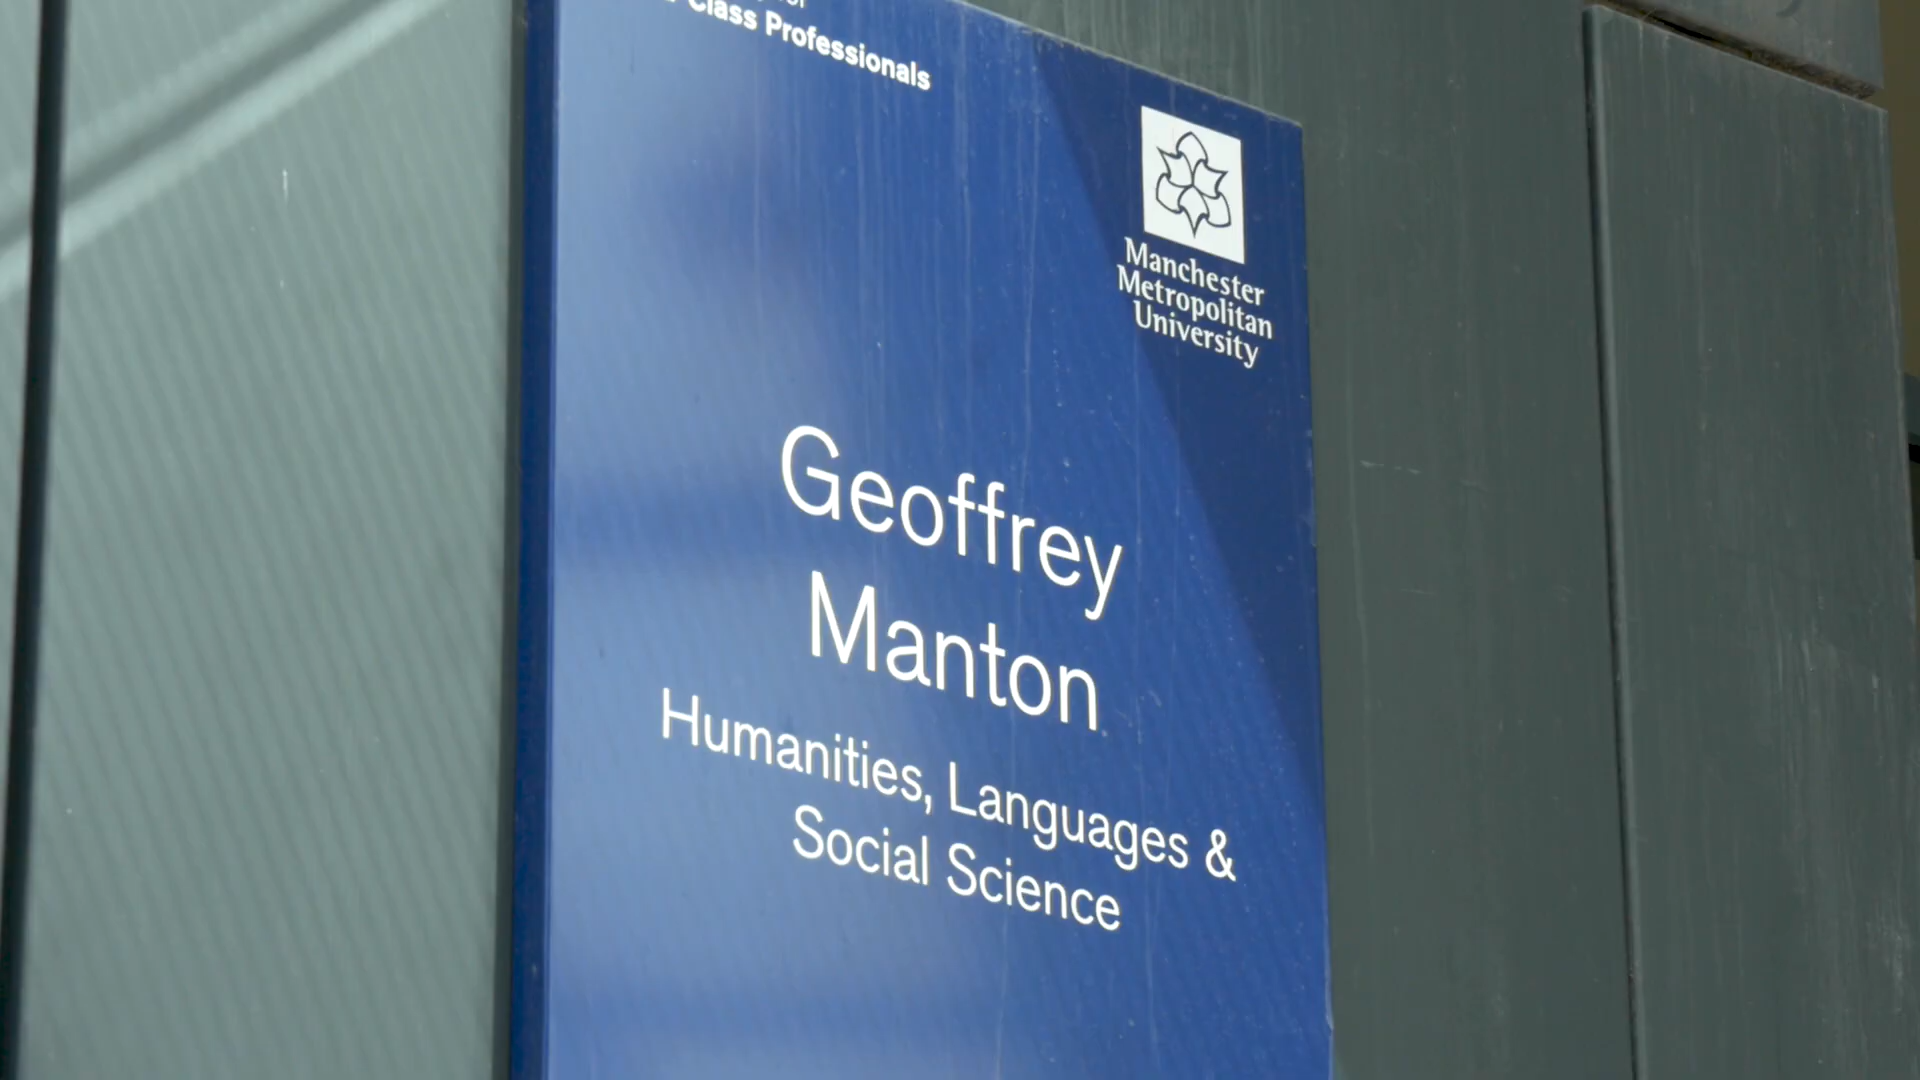 Class Professionals
Manchester
Metropolitan
University
Geoffrey
Manton
Humanities, Languages &
Social Science